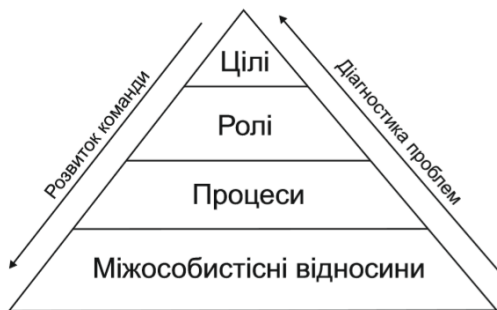 Цілі
Ролі
Процеси
Міжособистісні відносини
Розвиток команди
Діагностика проблем